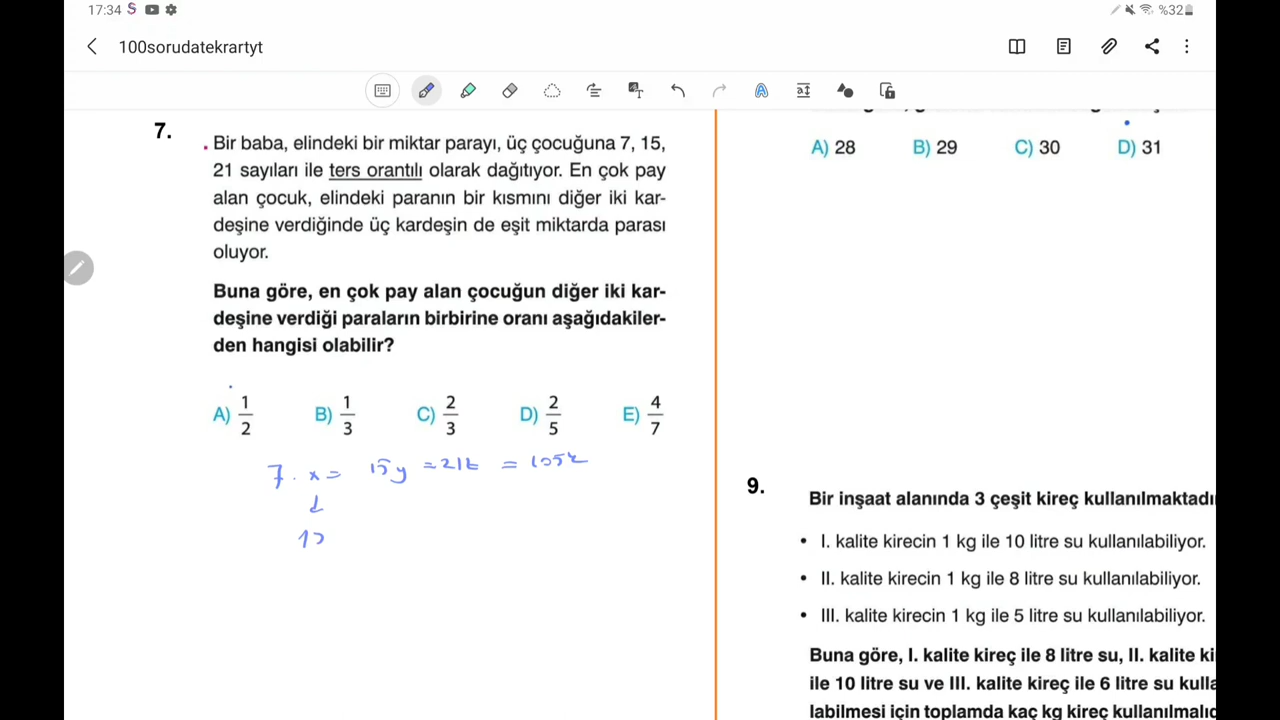 17:34 %32
100sorudatekrartyt
7.
Bir baba, elindeki bir miktar parayı, üç çocuğuna 7, 15,
21 sayıları ile ters orantılı olarak dağıtıyor. En çok pay
alan çocuk, elindeki paranın bir kısmını diğer iki kar-
deşine verdiğinde üç kardeşin de eşit miktarda parası
oluyor.
Buna göre, en çok pay alan çocuğun diğer iki kar-
deşine verdiği paraların birbirine oranı aşağıdakiler-
den hangisi olabilir?
A) 1/2 B) 1/3 C) 2/3 D) 2/5 E) 4/7
7. x = 15y = 21z = 105k
A) 28 B) 29 C) 30 D) 31
9.
Bir inşaat alanında 3 çeşit kireç kullanılmaktadı
• I. kalite kirecin 1 kg ile 10 litre su kullanılabiliyor.
• II. kalite kirecin 1 kg ile 8 litre su kullanılabiliyor.
• III. kalite kirecin 1 kg ile 5 litre su kullanılabiliyor.
Buna göre, I. kalite kireç ile 8 litre su, II. kalite ki
ile 10 litre su ve III. kalite kireç ile 6 litre su kulla
labilmesi için toplamda kaç kg kireç kullanılmalıd